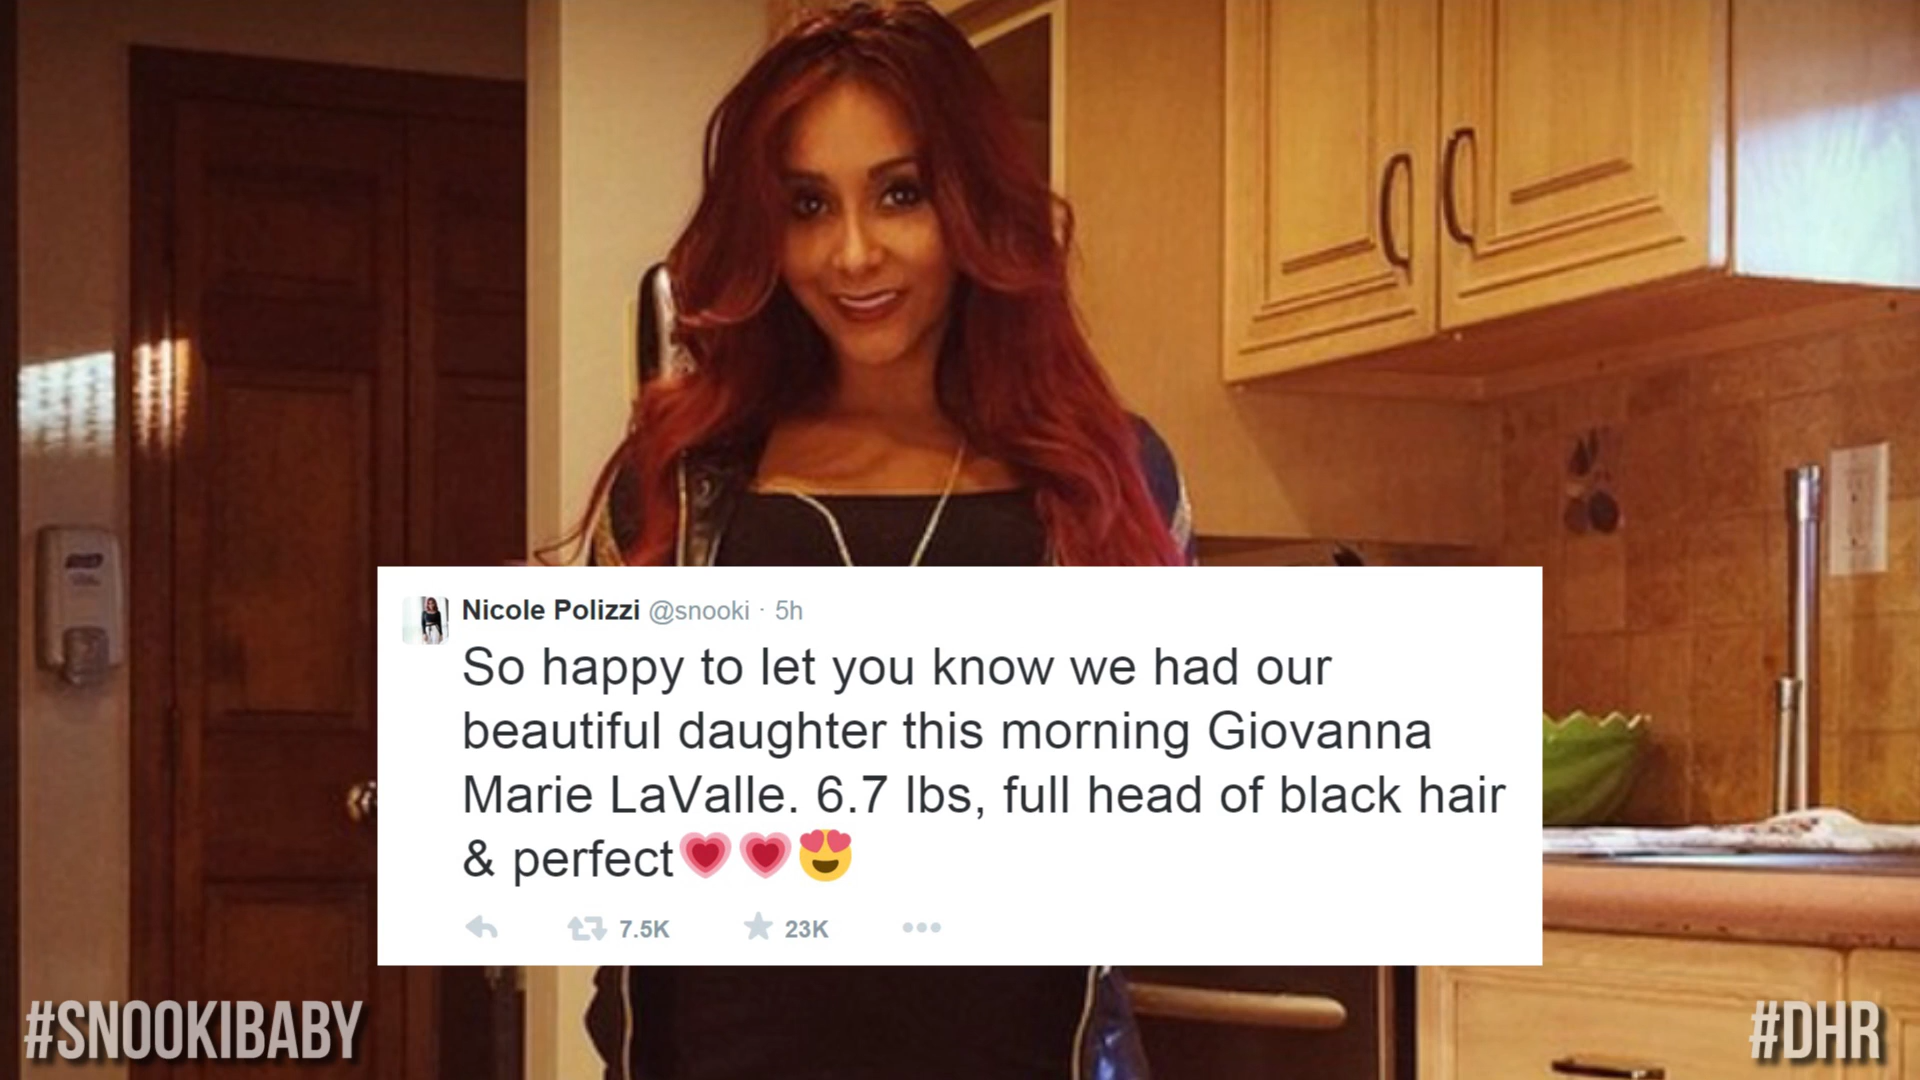 Nicole Polizzi @snooki · 5h
So happy to let you know we had our
beautiful daughter this morning Giovanna
Marie LaValle. 6.7 lbs, full head of black hair
& perfect💗💗😍
7.5K 23K
#SNOOKIBABY
#DHR